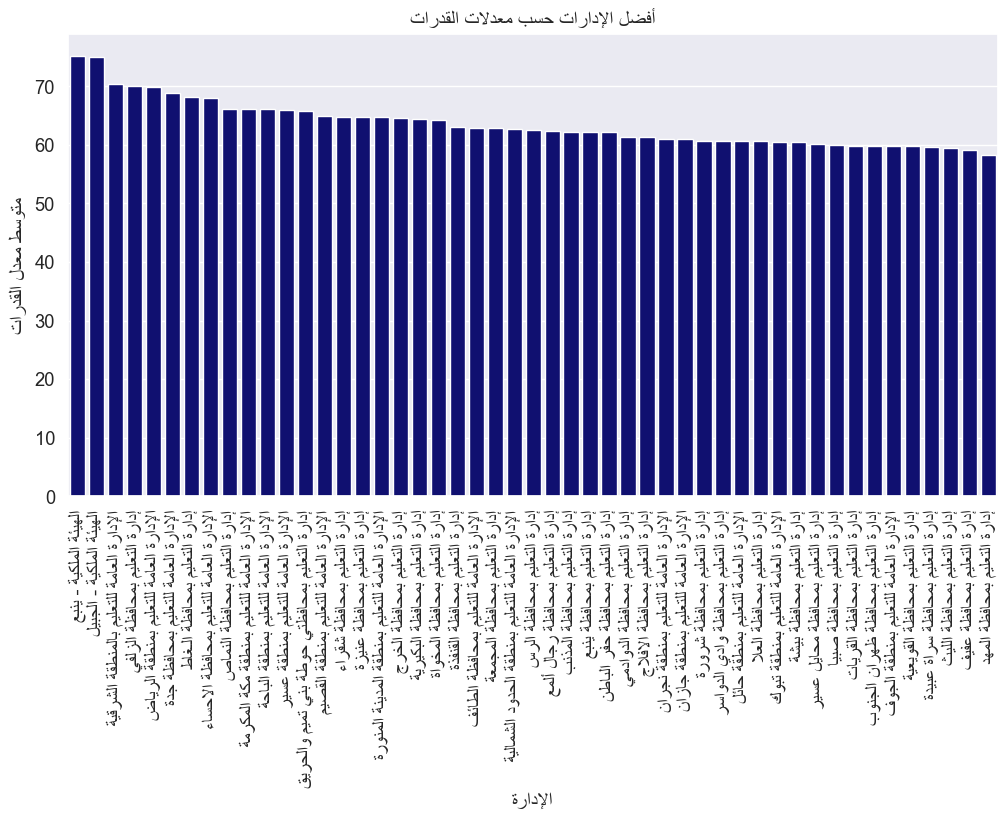 أفضل الإدارات حسب معدلات القدرات
متوسط معدل القدرات
70
60
50
40
30
20
10
0
الهيئة الملكية - ينبع
الهيئة الملكية - الجبيل
الإدارة العامة للتعليم بالمنطقة الشرقية
إدارة التعليم بمحافظة الزلفي
الإدارة العامة للتعليم بمنطقة الرياض
الإدارة العامة للتعليم بمحافظة جدة
إدارة التعليم بمحافظة الغاط
الإدارة العامة للتعليم بمحافظة الاحساء
إدارة التعليم بمحافظة النماص
الإدارة العامة للتعليم بمنطقة مكة المكرمة
الإدارة العامة للتعليم بمنطقة الباحة
الإدارة العامة للتعليم بمنطقة عسير
إدارة التعليم بمحافظتي حوطة بني تميم والحريق
الإدارة العامة للتعليم بمنطقة القصيم
إدارة التعليم بمحافظة شقراء
إدارة التعليم بمحافظة عنيزة
الإدارة العامة للتعليم بمنطقة المدينة المنورة
إدارة التعليم بمحافظة الخرج
إدارة التعليم بمحافظة البكيرية
إدارة التعليم بمحافظة المخواة
إدارة التعليم بمحافظة القنفذة
الإدارة العامة للتعليم بمحافظة الطائف
إدارة التعليم بمحافظة المجمعة
الإدارة العامة للتعليم بمنطقة الحدود الشمالية
إدارة التعليم بمحافظة الرس
إدارة التعليم بمحافظة رجال ألمع
إدارة التعليم بمحافظة المذنب
إدارة التعليم بمحافظة ينبع
إدارة التعليم بمحافظة حفر الباطن
إدارة التعليم بمحافظة الدوادمي
إدارة التعليم بمحافظة الافلاج
الإدارة العامة للتعليم بمنطقة نجران
الإدارة العامة للتعليم بمنطقة جازان
إدارة التعليم بمحافظة شرورة
إدارة التعليم بمحافظة وادي الدواسر
الإدارة العامة للتعليم بمنطقة حائل
إدارة التعليم بمحافظة العلا
الإدارة العامة للتعليم بمنطقة تبوك
إدارة التعليم بمحافظة بيشة
إدارة التعليم بمحافظة محايل عسير
إدارة التعليم بمحافظة صبيا
إدارة التعليم بمحافظة القريات
إدارة التعليم بمحافظة ظهران الجنوب
الإدارة العامة للتعليم بمنطقة الجوف
إدارة التعليم بمحافظة القويعية
إدارة التعليم بمحافظة سراة عبيدة
إدارة التعليم بمحافظة الليث
إدارة التعليم بمحافظة عفيف
إدارة التعليم بمحافظة المهد
الإدارة